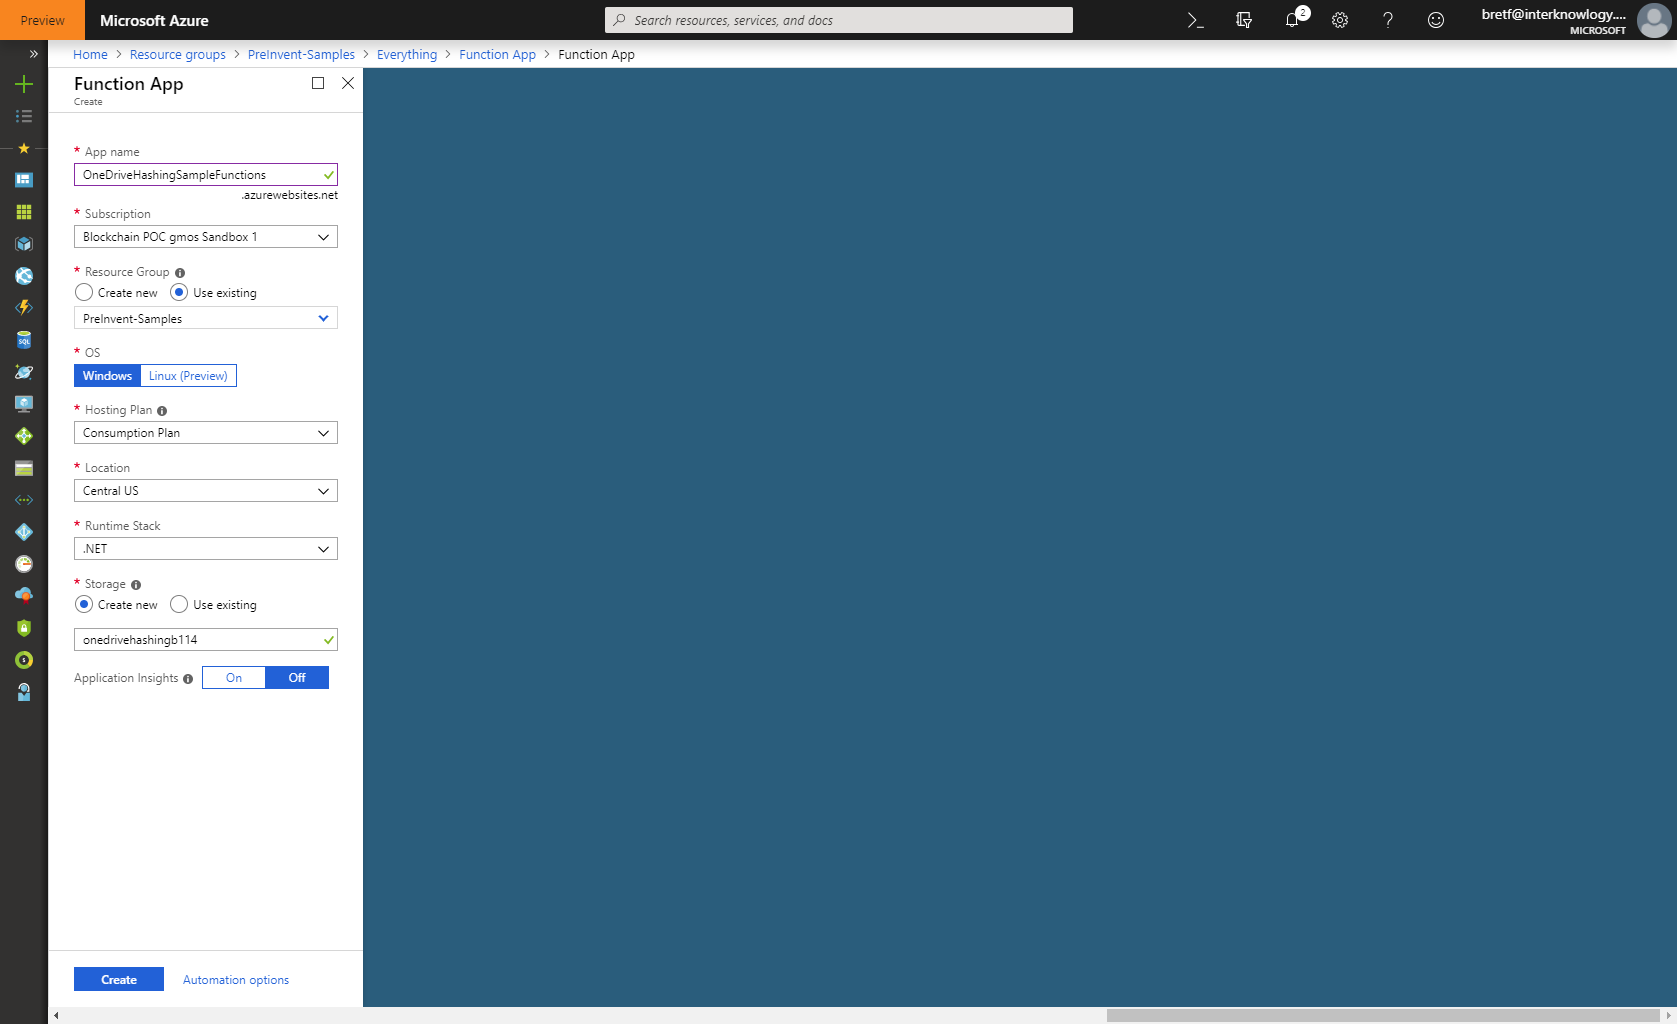 Preview
Microsoft Azure
Search resources, services, and docs
2
bretf@interknowlogy....
MICROSOFT
Home > Resource groups > PreInvent-Samples > Everything > Function App > Function App
Function App
Create
* App name
OneDriveHashingSampleFunctions
.azurewebsites.net
* Subscription
Blockchain POC gmos Sandbox 1
* Resource Group
Create new Use existing
PreInvent-Samples
* OS
Windows Linux (Preview)
* Hosting Plan
Consumption Plan
* Location
Central US
* Runtime Stack
.NET
* Storage
Create new Use existing
onedrivehashingb114
Application Insights On Off
Create Automation options